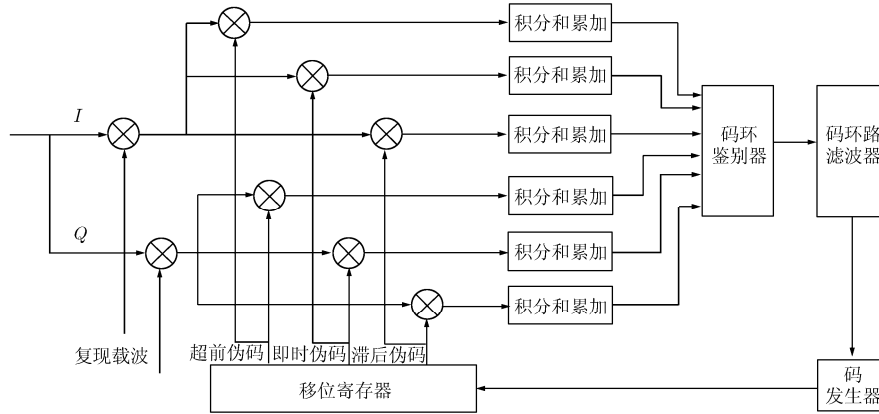 积分和累加
积分和累加
I
积分和累加
码环
鉴别器
码环路
滤波器
积分和累加
Q
积分和累加
积分和累加
复现载波
超前伪码
即时伪码
滞后伪码
移位寄存器
码
发生器